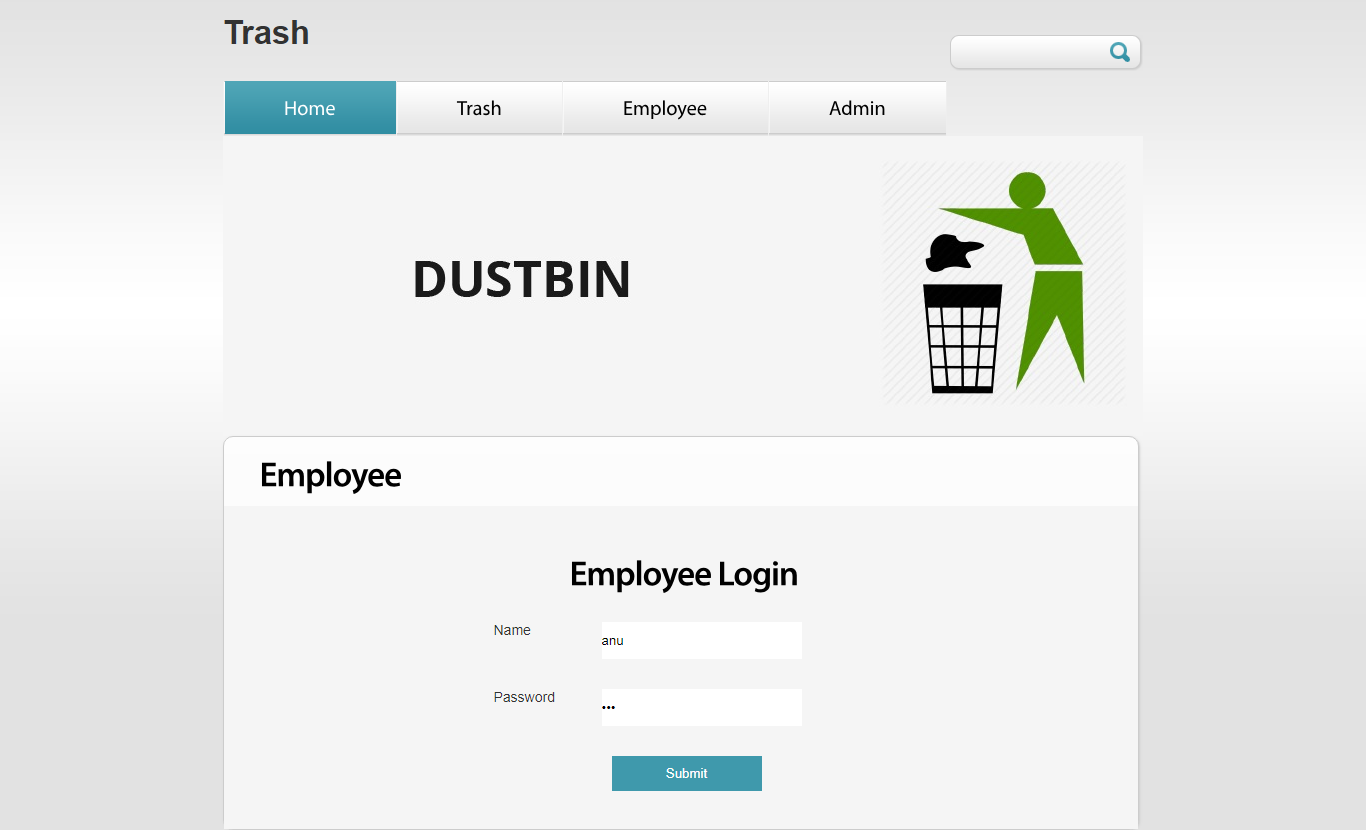 Trash
Home Trash Employee Admin
DUSTBIN
Employee
Employee Login
Name anu
Password •••
Submit